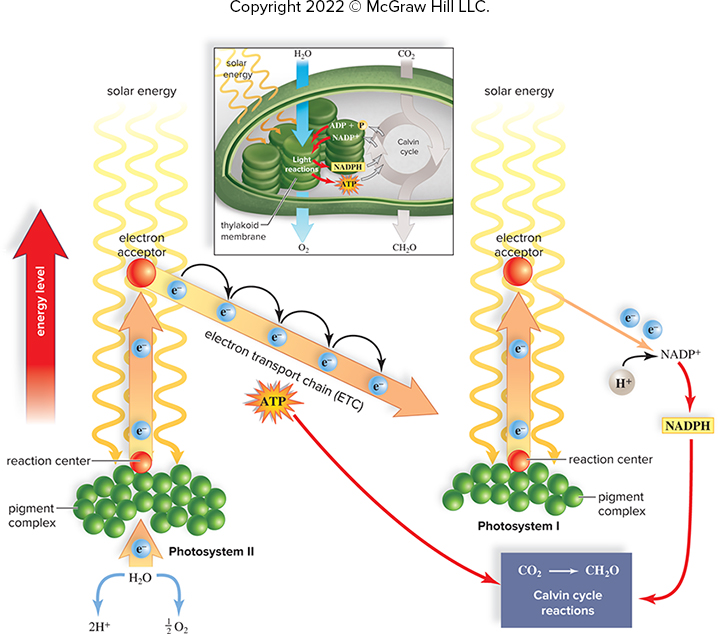 Copyright 2022 © McGraw Hill LLC.
H₂O
CO₂
solar
energy
ADP + P
NADP⁺
Calvin
cycle
Light
reactions
NADPH
ATP
thylakoid
membrane
O₂
CH₂O
solar energy
solar energy
energy level
electron
acceptor
electron
acceptor
e⁻
e⁻
e⁻
e⁻
e⁻
electron transport chain (ETC)
e⁻
e⁻
e⁻
e⁻
e⁻
e⁻
NADP⁺
H⁺
NADPH
ATP
reaction center
reaction center
pigment
complex
pigment
complex
Photosystem II
Photosystem I
e⁻
H₂O
2H⁺
½ O₂
CO₂ → CH₂O
Calvin cycle
reactions